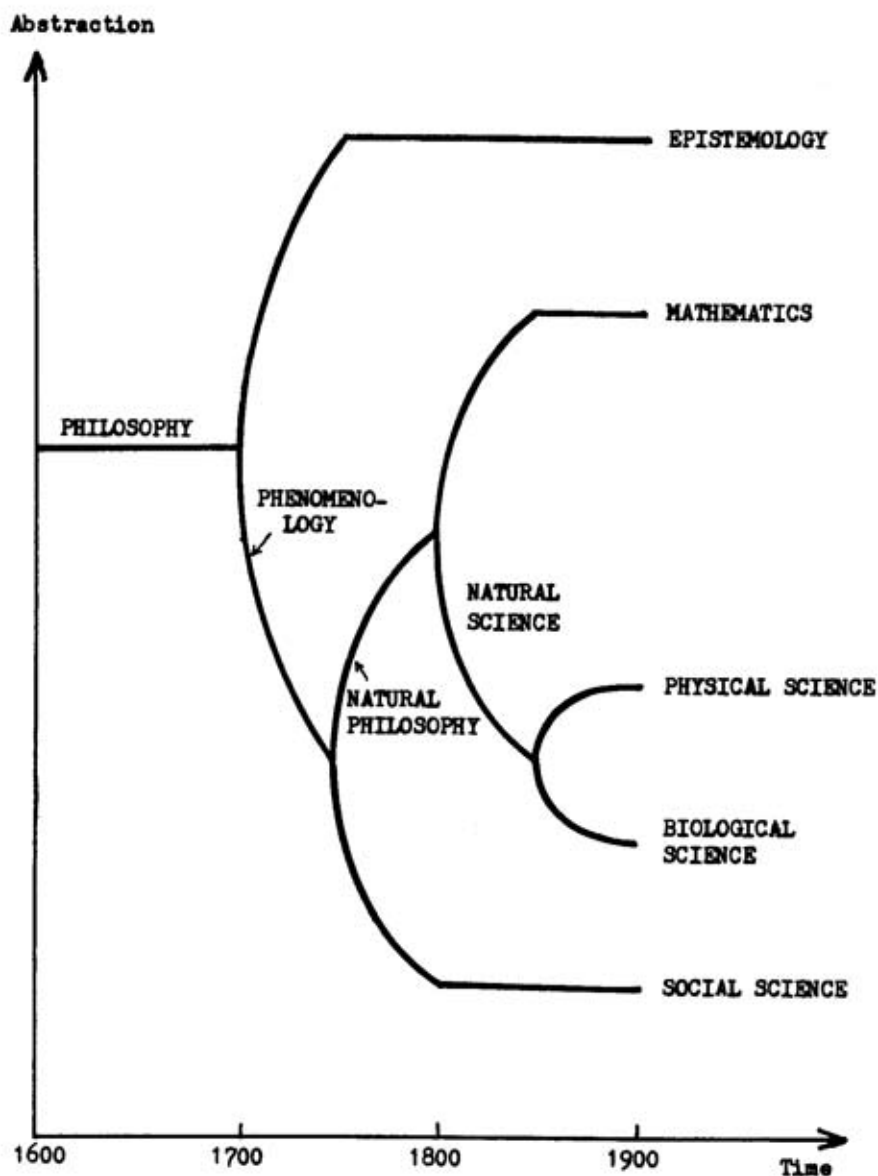 Abstraction
EPISTEMOLOGY
MATHEMATICS
PHILOSOPHY
PHENOMENO-
LOGY
NATURAL
SCIENCE
NATURAL
PHILOSOPHY
PHYSICAL SCIENCE
BIOLOGICAL
SCIENCE
SOCIAL SCIENCE
1600 1700 1800 1900 Time